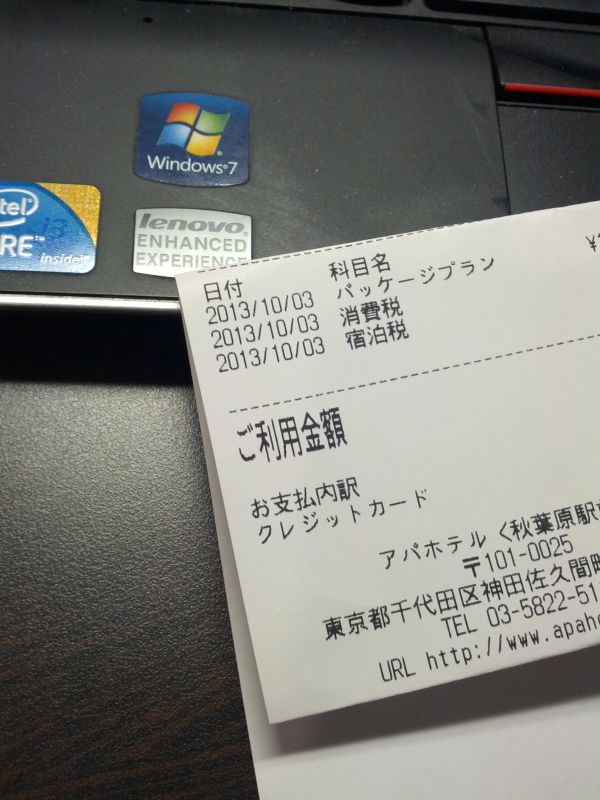 Windows 7
intel
CORE™ i3
inside™
lenovo
ENHANCED
EXPERIENCE
日付 科目名
2013/10/03 パッケージプラン ¥
2013/10/03 消費税
2013/10/03 宿泊税
ご利用金額
お支払内訳
クレジットカード
アパホテル〈秋葉原駅
〒101-0025
東京都千代田区神田佐久間町
TEL 03-5822-51
URL http://www.apaho